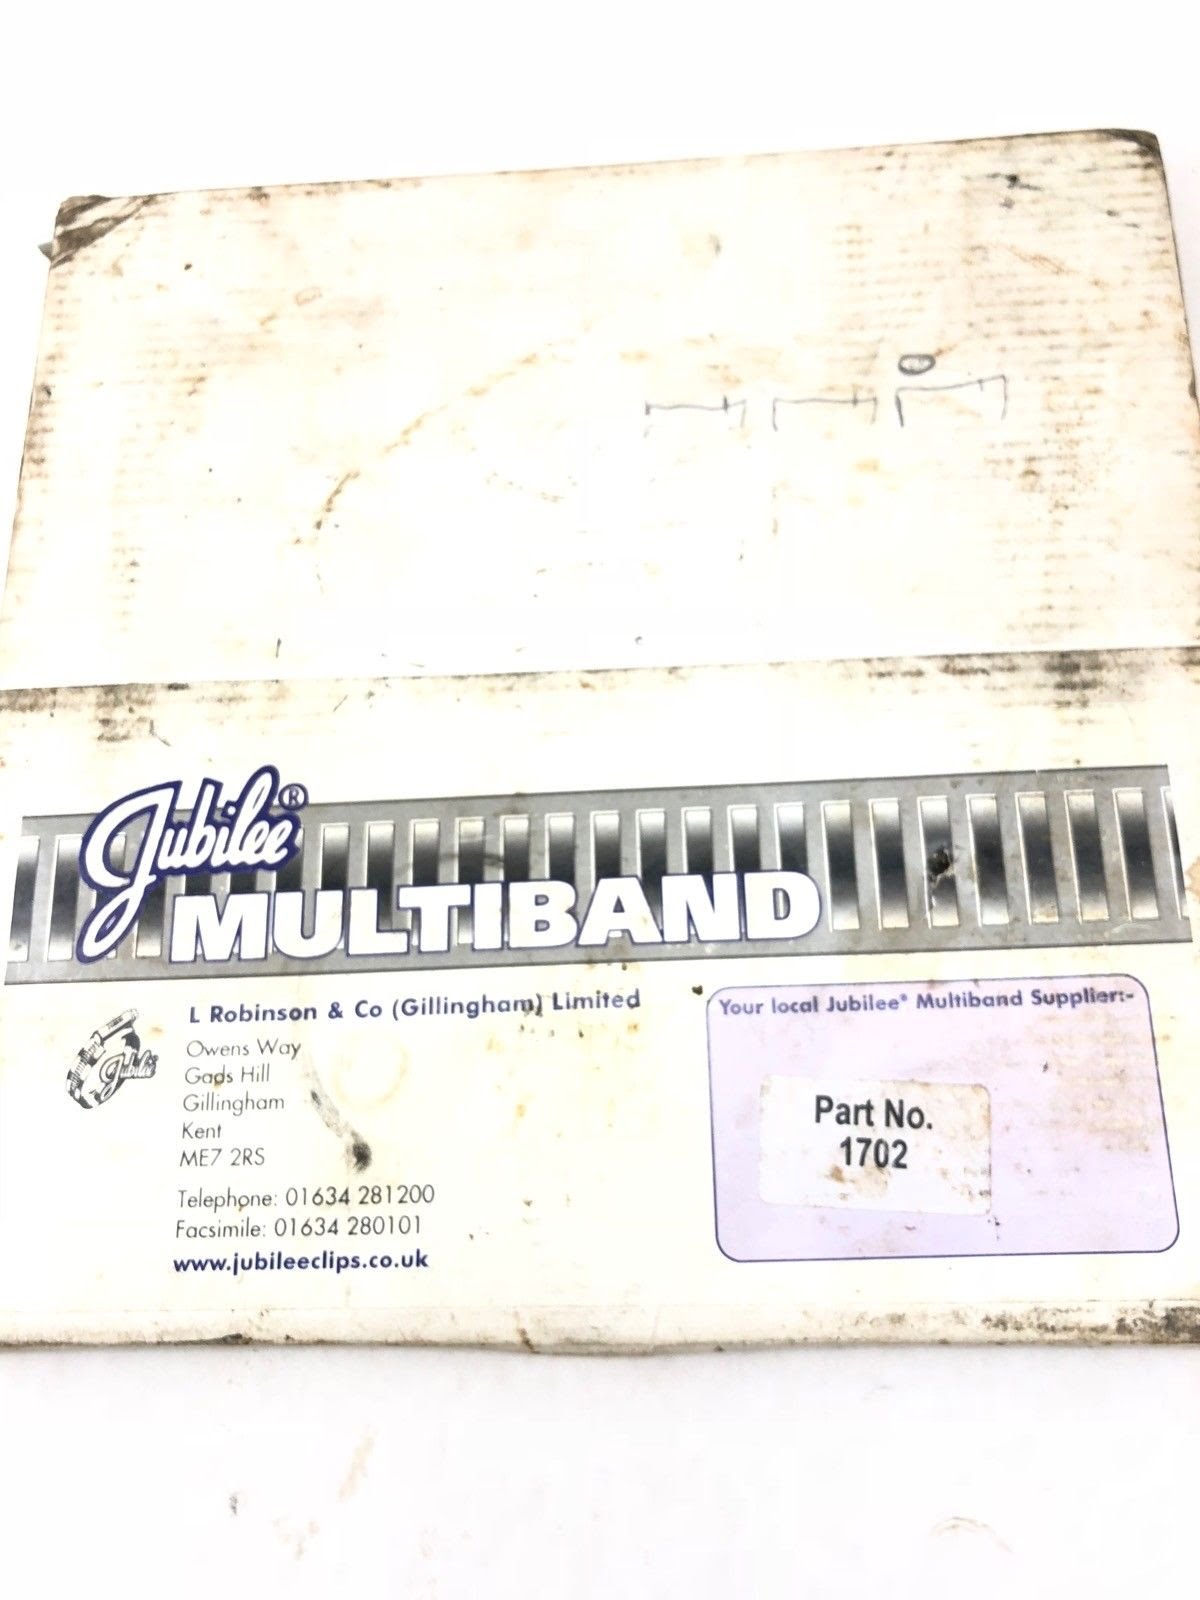 Jubilee®
MULTIBAND
L Robinson & Co (Gillingham) Limited
Owens Way
Gads Hill
Gillingham
Kent
ME7 2RS
Telephone: 01634 281200
Facsimile: 01634 280101
www.jubileeclips.co.uk
Jubilee
Your local Jubilee® Multiband Supplier:-
Part No.
1702